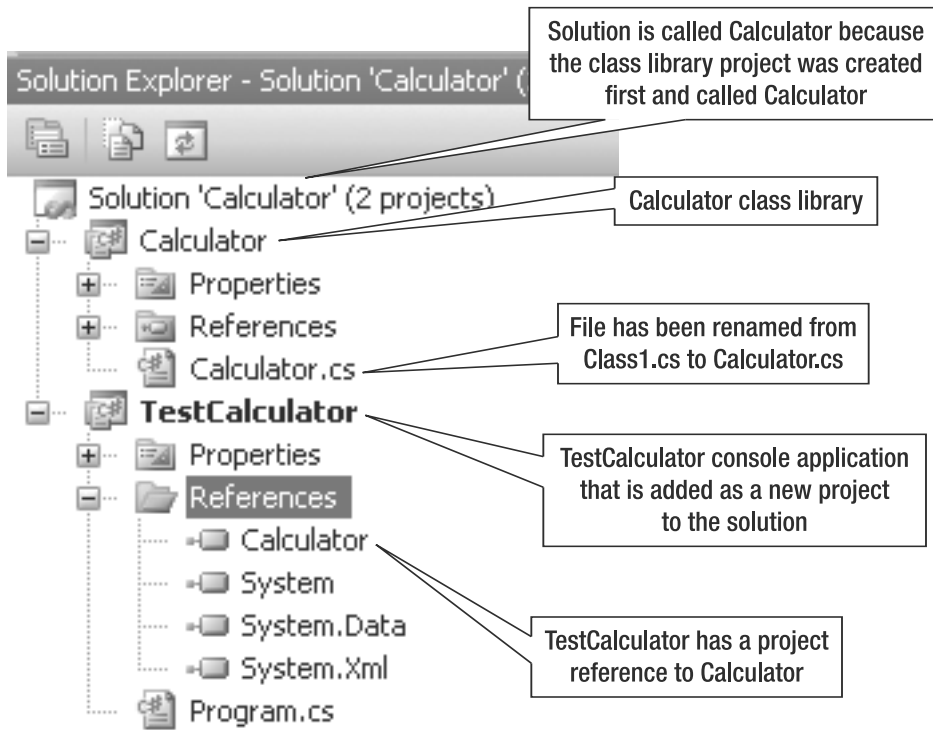 Solution is called Calculator because
the class library project was created
first and called Calculator
Solution Explorer - Solution 'Calculator' (
Solution 'Calculator' (2 projects)
Calculator class library
Calculator
Properties
References
File has been renamed from
Class1.cs to Calculator.cs
Calculator.cs
TestCalculator
Properties
TestCalculator console application
that is added as a new project
to the solution
References
Calculator
System
System.Data
TestCalculator has a project
reference to Calculator
System.Xml
Program.cs